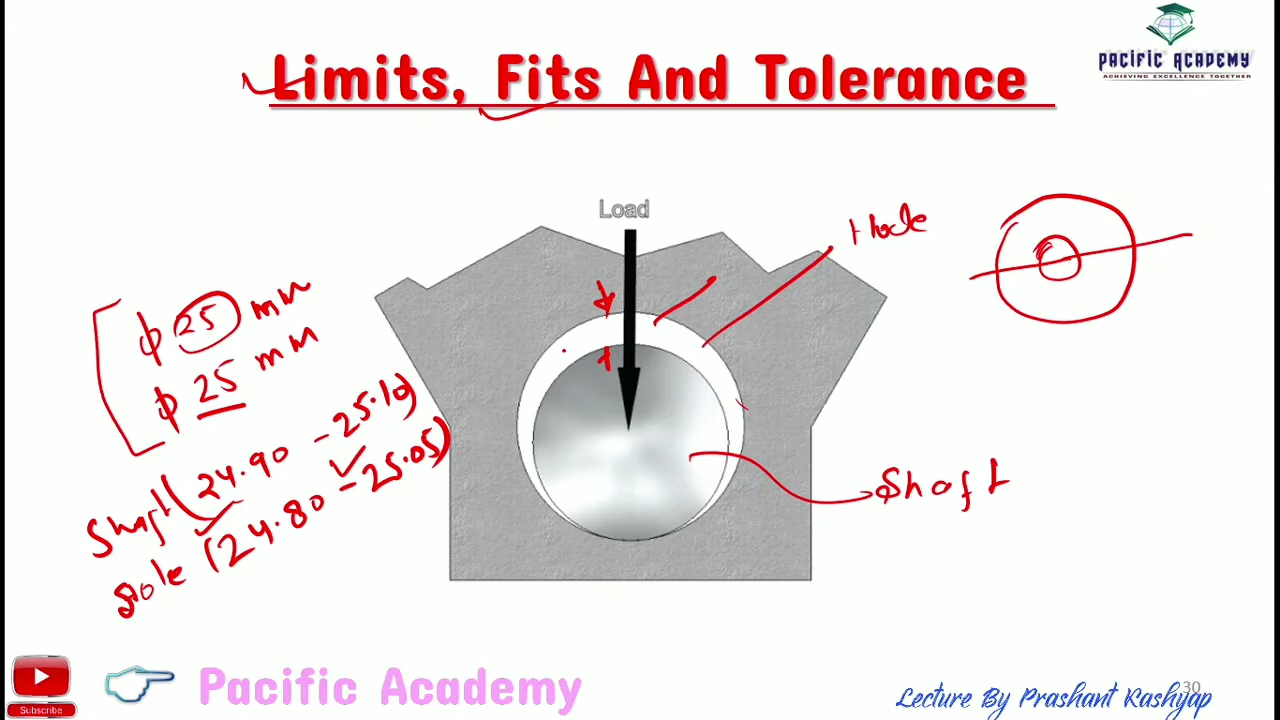 PACIFIC ACADEMY
ACHIEVING EXCELLENCE TOGETHER
Limits, Fits And Tolerance
Load
Hole
ϕ 25 mm
ϕ 25 mm
Shaft (24.90 - 25.10)
Hole (24.80 - 25.05)
Shaft
Subscribe
Pacific Academy
30
Lecture By Prashant Kashyap